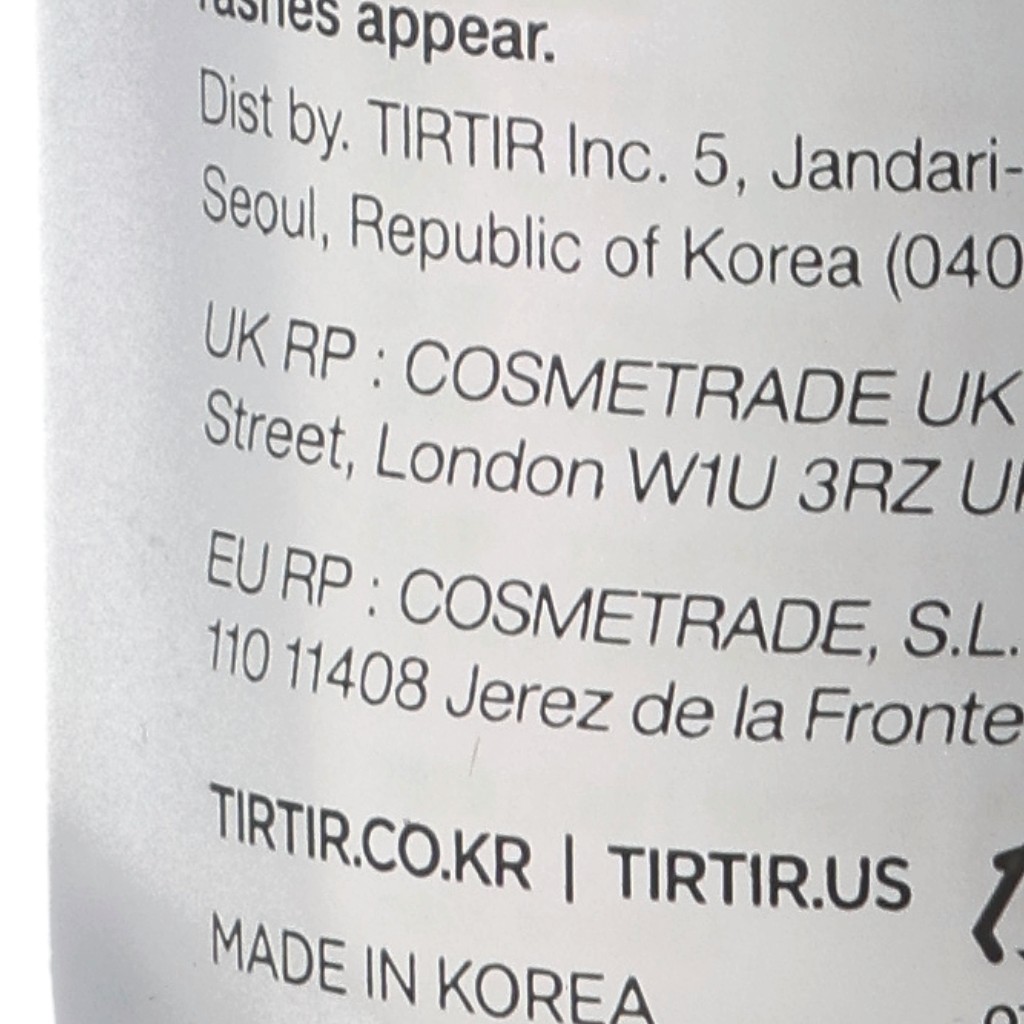 appear.
Dist by. TIRTIR Inc. 5, Jandari-
Seoul, Republic of Korea (040
UK RP : COSMETRADE UK
Street, London W1U 3RZ
EU RP : COSMETRADE, S.L.
110 11408 Jerez de la Fronte
TIRTIR.CO.KR | TIRTIR.US
MADE IN KOREA